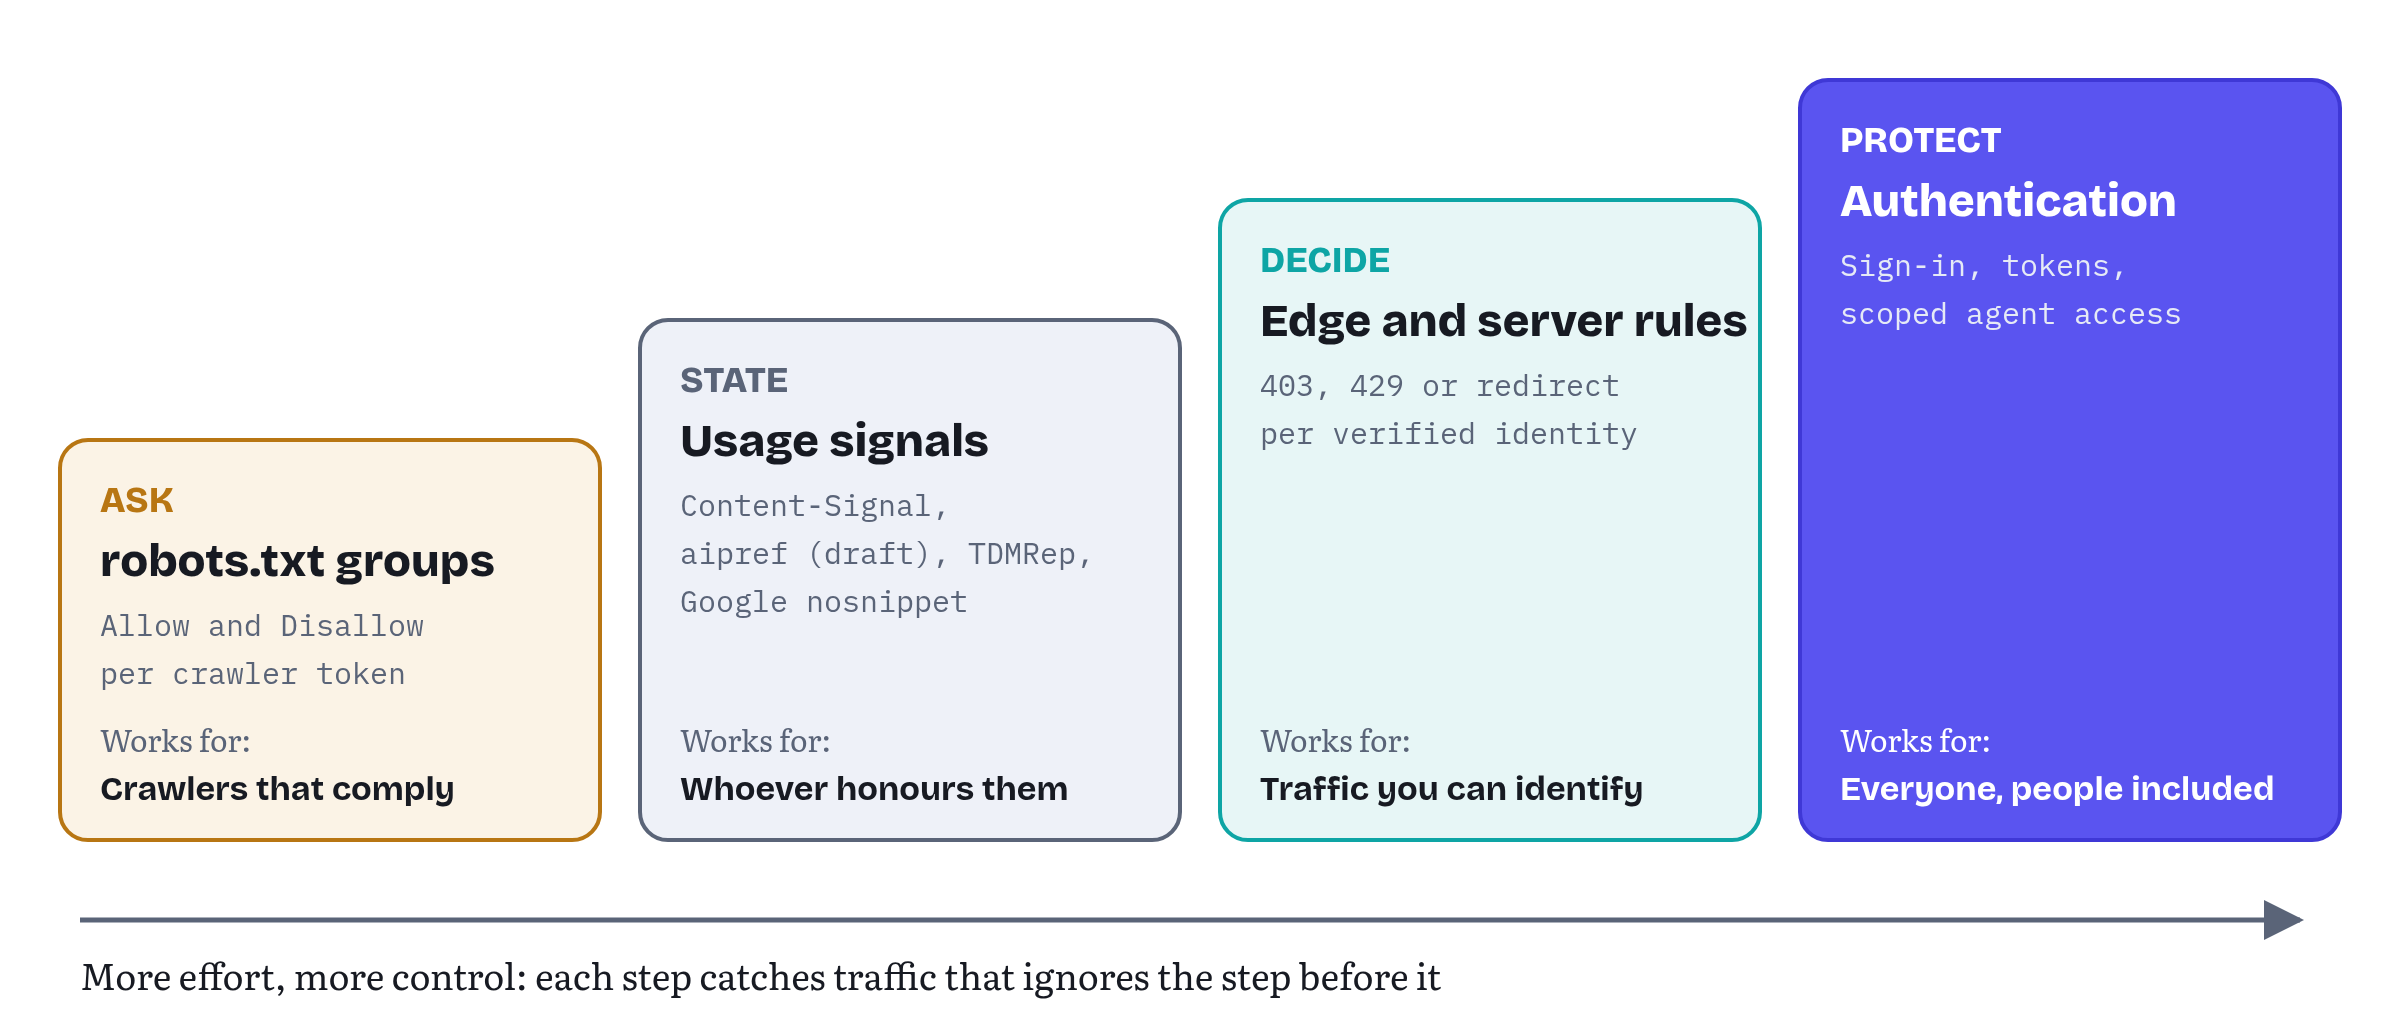 ASK
robots.txt groups
Allow and Disallow
per crawler token
Works for:
Crawlers that comply
STATE
Usage signals
Content-Signal,
aipref (draft), TDMRep,
Google nosnippet
Works for:
Whoever honours them
DECIDE
Edge and server rules
403, 429 or redirect
per verified identity
Works for:
Traffic you can identify
PROTECT
Authentication
Sign-in, tokens,
scoped agent access
Works for:
Everyone, people included
More effort, more control: each step catches traffic that ignores the step before it